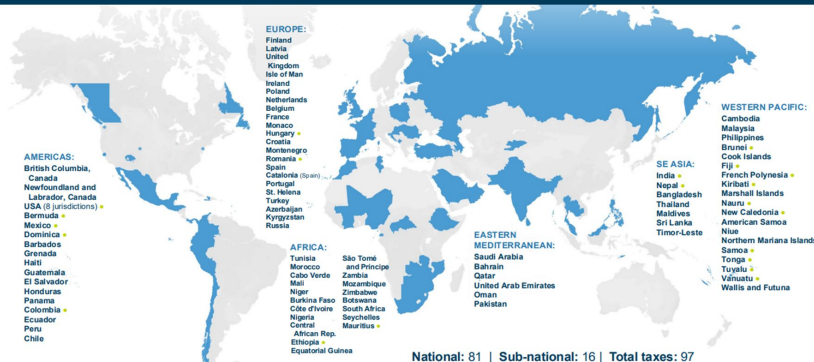 AMERICAS:
British Columbia,
Canada
Newfoundland and
Labrador, Canada
USA (8 jurisdictions)
Bermuda
Mexico
Dominica
Barbados
Grenada
Haiti
Guatemala
El Salvador
Honduras
Panama
Colombia
Ecuador
Peru
Chile
EUROPE:
Finland
Latvia
United
Kingdom
Isle of Man
Ireland
Poland
Netherlands
Belgium
France
Monaco
Hungary
Croatia
Montenegro
Romania
Spain
Catalonia (Spain)
Portugal
St. Helena
Turkey
Azerbaijan
Kyrgyzstan
Russia
AFRICA:
Tunisia
Morocco
Cabo Verde
Mali
Niger
Burkina Faso
Côte d'Ivoire
Nigeria
Central
African Rep.
Ethiopia
Equatorial Guinea
São Tomé
and Príncipe
Zambia
Mozambique
Zimbabwe
Botswana
South Africa
Seychelles
Mauritius
EASTERN
MEDITERRANEAN:
Saudi Arabia
Bahrain
Qatar
United Arab Emirates
Oman
Pakistan
SE ASIA:
India
Nepal
Bangladesh
Thailand
Maldives
Sri Lanka
Timor-Leste
WESTERN PACIFIC:
Cambodia
Malaysia
Philippines
Brunei
Cook Islands
Fiji
French Polynesia
Kiribati
Marshall Islands
Nauru
New Caledonia
American Samoa
Niue
Northern Mariana Islands
Samoa
Tonga
Tuvalu
Vanuatu
Wallis and Futuna
National: 81 | Sub-national: 16 | Total taxes: 97